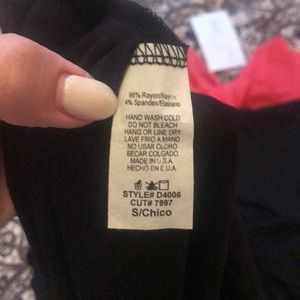 96% Rayon/Rayon
4% Spandex/Elastano
HAND WASH COLD
DO NOT BLEACH
HANG OR LINE DRY
LAVE FRIO A MANO
NO USAR CLORO
SECAR COLGADO
MADE IN U.S.A
HECHO EN E.U.A.
STYLE# D4006
CUT# 7997
S/Chico